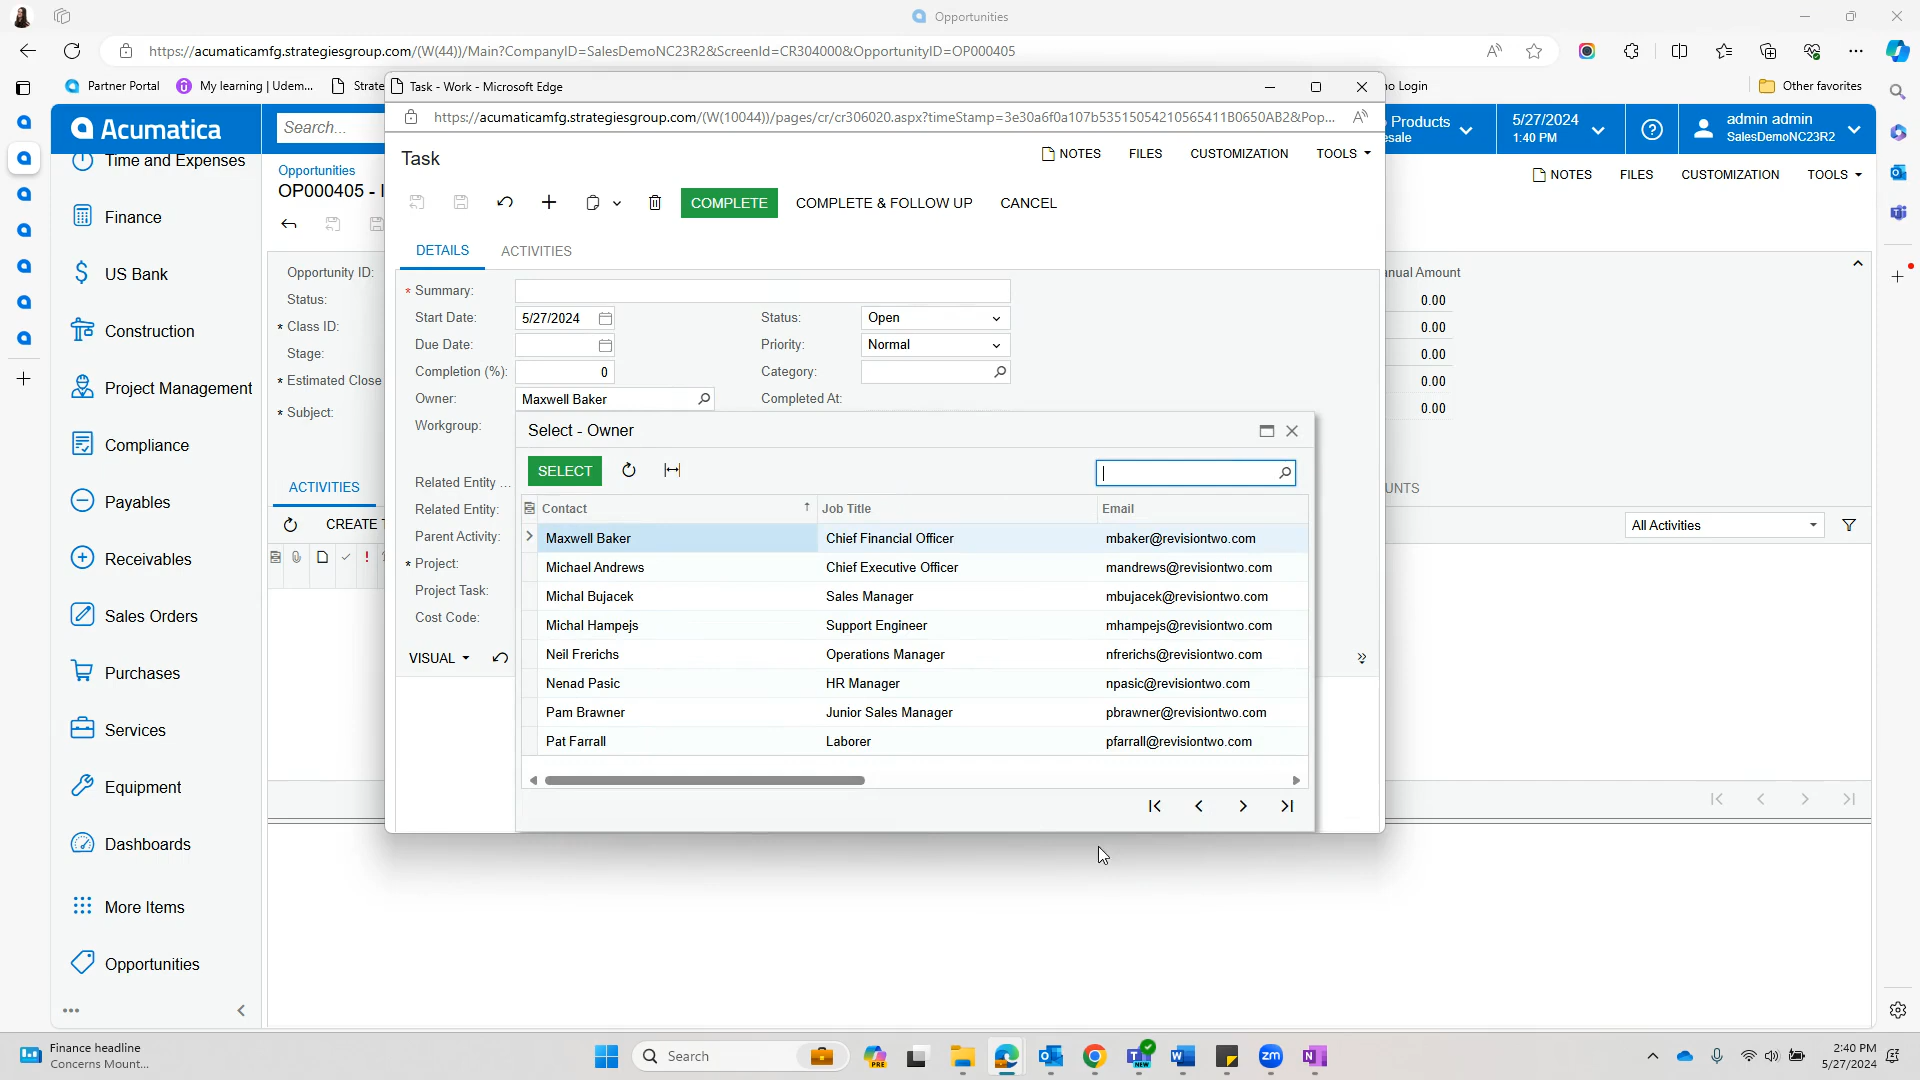 Opportunities
https://acumaticamfg.strategiesgroup.com/(W(44))/Main?CompanyID=SalesDemoNC23R2&ScreenId=CR304000&OpportunityID=OP000405
Partner Portal
My learning | Udem...
Strate
Task - Work - Microsoft Edge
no Login
Other favorites
https://acumaticamfg.strategiesgroup.com/(W(10044))/pages/cr/cr306020.aspx?timeStamp=3e30a6f0a107b53515054210565411B0650AB2&Pop...
Acumatica
Search...
Products
sale
5/27/2024
1:40 PM
admin admin
SalesDemoNC23R2
Time and Expenses
Finance
US Bank
Construction
Project Management
Compliance
Payables
Receivables
Sales Orders
Purchases
Services
Equipment
Dashboards
More Items
Opportunities
Opportunities
OP000405 -
NOTES
FILES
CUSTOMIZATION
TOOLS
Opportunity ID:
Status:
* Class ID:
Stage:
* Estimated Close
* Subject:
ACTIVITIES
CREATE T
nual Amount
0.00
0.00
0.00
0.00
0.00
UNTS
All Activities
Task
NOTES
FILES
CUSTOMIZATION
TOOLS
COMPLETE
COMPLETE & FOLLOW UP
CANCEL
DETAILS
ACTIVITIES
* Summary:
Start Date: 5/27/2024
Status: Open
Due Date:
Priority: Normal
Completion (%): 0
Category:
Owner: Maxwell Baker
Completed At:
Workgroup:
Related Entity ...
Related Entity:
Parent Activity:
* Project:
Project Task:
Cost Code:
VISUAL
Select - Owner
SELECT
Contact Job Title Email
Maxwell Baker Chief Financial Officer mbaker@revisiontwo.com
Michael Andrews Chief Executive Officer mandrews@revisiontwo.com
Michal Bujacek Sales Manager mbujacek@revisiontwo.com
Michal Hampejs Support Engineer mhampejs@revisiontwo.com
Neil Frerichs Operations Manager nfrerichs@revisiontwo.com
Nenad Pasic HR Manager npasic@revisiontwo.com
Pam Brawner Junior Sales Manager pbrawner@revisiontwo.com
Pat Farrall Laborer pfarrall@revisiontwo.com
Finance headline
Concerns Mount...
Search
PRE
NEW
zm
2:40 PM
5/27/2024